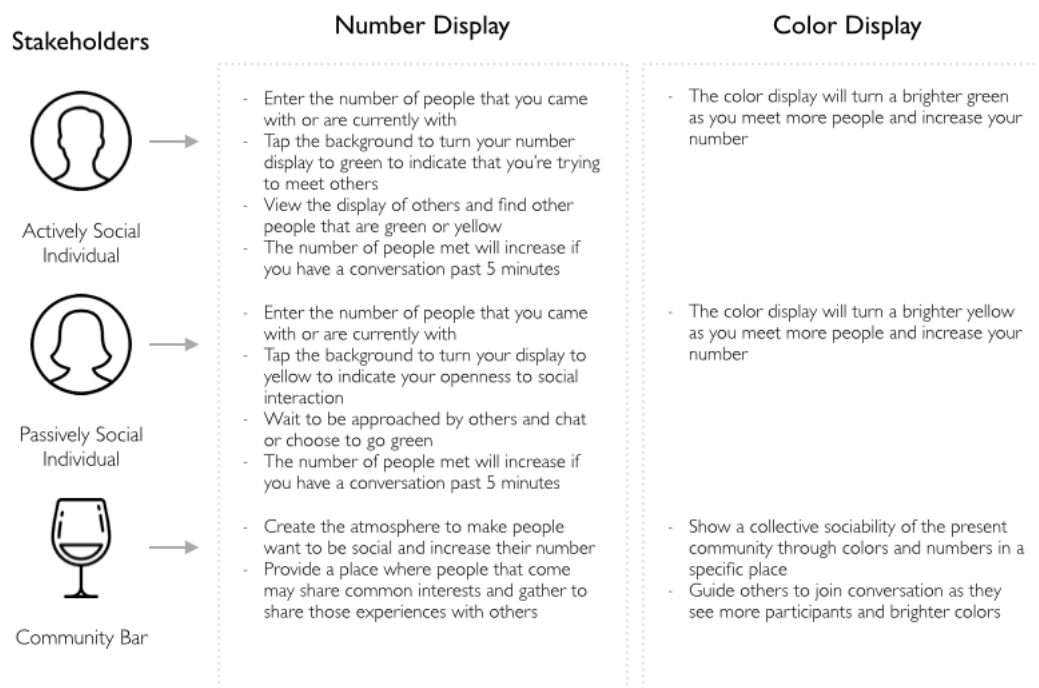 Stakeholders
Number Display
Color Display
Actively Social
Individual
- Enter the number of people that you came
with or are currently with
- Tap the background to turn your number
display to green to indicate that you're trying
to meet others
- View the display of others and find other
people that are green or yellow
- The number of people met will increase if
you have a conversation past 5 minutes
- The color display will turn a brighter green
as you meet more people and increase your
number
Passively Social
Individual
- Enter the number of people that you came
with or are currently with
- Tap the background to turn your display to
yellow to indicate your openness to social
interaction
- Wait to be approached by others and chat
or choose to go green
- The number of people met will increase if
you have a conversation past 5 minutes
- The color display will turn a brighter yellow
as you meet more people and increase your
number
Community Bar
- Create the atmosphere to make people
want to be social and increase their number
- Provide a place where people that come
may share common interests and gather to
share those experiences with others
- Show a collective sociability of the present
community through colors and numbers in a
specific place
- Guide others to join conversation as they
see more participants and brighter colors